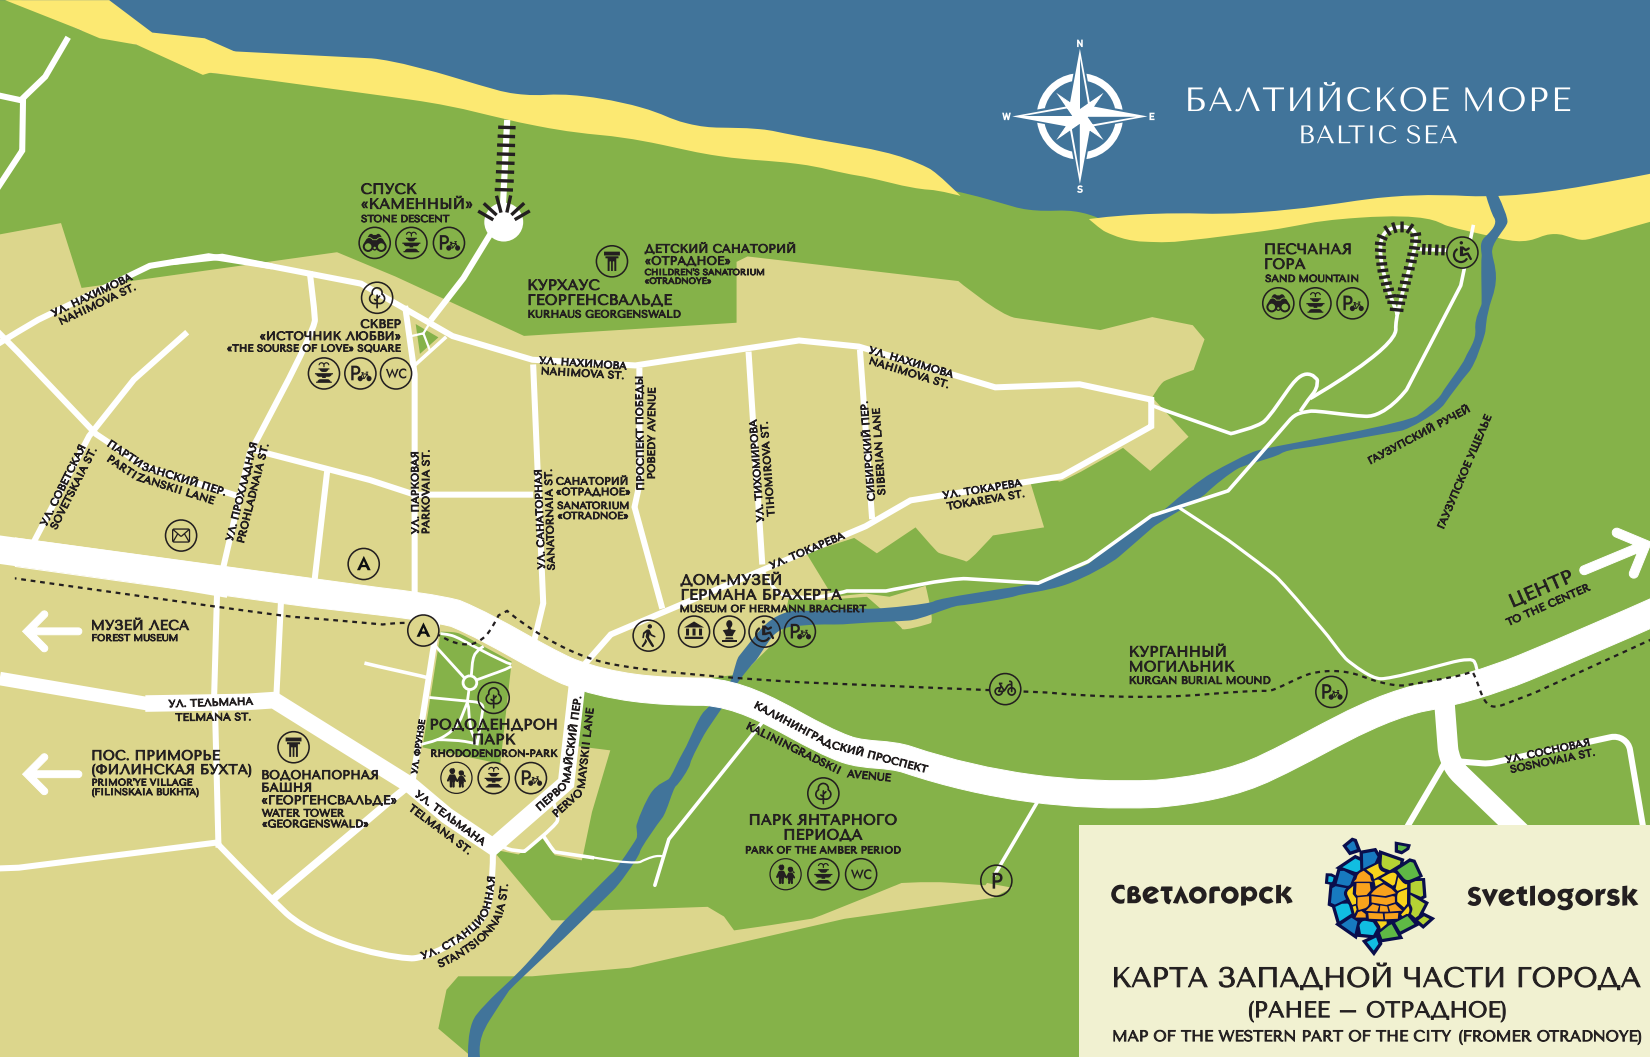 N
W
E
S
БАЛТИЙСКОЕ МОРЕ
BALTIC SEA
СПУСК
«КАМЕННЫЙ»
STONE DESCENT
P
ДЕТСКИЙ САНАТОРИЙ
«ОТРАДНОЕ»
CHILDREN'S SANATORIUM
«OTRADNOYE»
КУРХАУС
ГЕОРГЕНСВАЛЬДЕ
KURHAUS GEORGENSWALD
ПЕСЧАНАЯ
ГОРА
SAND MOUNTAIN
P
УЛ. НАХИМОВА
NAHIMOVA ST.
СКВЕР
«ИСТОЧНИК ЛЮБВИ»
«THE SOURSE OF LOVE» SQUARE
P
WC
УЛ. НАХИМОВА
NAHIMOVA ST.
УЛ. НАХИМОВА
NAHIMOVA ST.
УЛ. СОВЕТСКАЯ
SOVETSKAIA ST.
ПАРТИЗАНСКИЙ ПЕР.
PARTIZANSKII LANE
УЛ. ПРОХЛАДНАЯ
PROHLADNAIA ST.
УЛ. ПАРКОВАЯ
PARKOVAIA ST.
УЛ. САНАТОРНАЯ
SANATORNAIA ST.
САНАТОРИЙ
«ОТРАДНОЕ»
SANATORIUM
«OTRADNOE»
ПРОСПЕКТ ПОБЕДЫ
POBEDY AVENUE
УЛ. ТИХОМИРОВА
TIHOMIROVA ST.
СИБИРСКИЙ ПЕР.
SIBERIAN LANE
УЛ. ТОКАРЕВА
TOKAREVA ST.
УЛ. ТОКАРЕВА
ГАУЗУПСКИЙ РУЧЕЙ
ГАУЗУПСКОЕ УЩЕЛЬЕ
A
A
ДОМ-МУЗЕЙ
ГЕРМАНА БРАХЕРТА
MUSEUM OF HERMANN BRACHERT
P
ЦЕНТР
TO THE CENTER
МУЗЕЙ ЛЕСА
FOREST MUSEUM
КУРГАННЫЙ
МОГИЛЬНИК
KURGAN BURIAL MOUND
P
УЛ. ТЕЛЬМАНА
TELMANA ST.
УЛ. ФРУНЗЕ
РОДОДЕНДРОН
ПАРК
RHODODENDRON-PARK
P
ПЕРВОМАЙСКИЙ ПЕР.
PERVOMAYSKII LANE
КАЛИНИНГРАДСКИЙ ПРОСПЕКТ
KALININGRADSKII AVENUE
УЛ. СОСНОВАЯ
SOSNOVAIA ST.
ПОС. ПРИМОРЬЕ
(ФИЛИНСКАЯ БУХТА)
PRIMOR'YE VILLAGE
(FILINSKAIA BUKHTA)
ВОДОНАПОРНАЯ
БАШНЯ
«ГЕОРГЕНСВАЛЬДЕ»
WATER TOWER
«GEORGENSWALD»
УЛ. ТЕЛЬМАНА
TELMANA ST.
ПАРК ЯНТАРНОГО
ПЕРИОДА
PARK OF THE AMBER PERIOD
WC
P
УЛ. СТАНЦИОННАЯ
STANTSIONNAIA ST.
СВЕТЛОГОРСК
Svetlogorsk
КАРТА ЗАПАДНОЙ ЧАСТИ ГОРОДА
(РАНЕЕ – ОТРАДНОЕ)
MAP OF THE WESTERN PART OF THE CITY (FROMER OTRADNOYE)